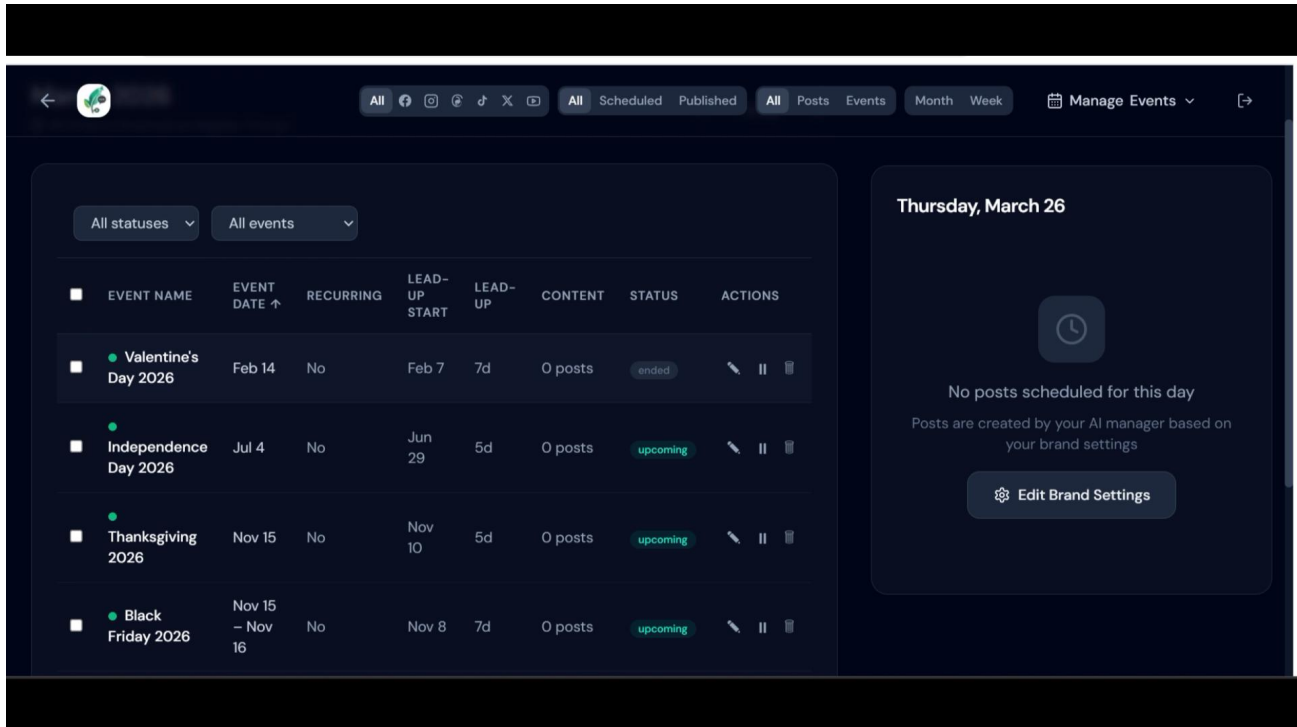 All
All Scheduled Published
All Posts Events
Month Week
Manage Events
All statuses
All events
Thursday, March 26
EVENT NAME
EVENT
DATE ↑
RECURRING
LEAD-
UP
START
LEAD-
UP
CONTENT
STATUS
ACTIONS
Valentine's
Day 2026
Feb 14
No
Feb 7
7d
0 posts
ended
Independence
Day 2026
Jul 4
No
Jun
29
5d
0 posts
upcoming
Thanksgiving
2026
Nov 15
No
Nov
10
5d
0 posts
upcoming
Black
Friday 2026
Nov 15
– Nov
16
No
Nov 8
7d
0 posts
upcoming
No posts scheduled for this day
Posts are created by your AI manager based on
your brand settings
Edit Brand Settings